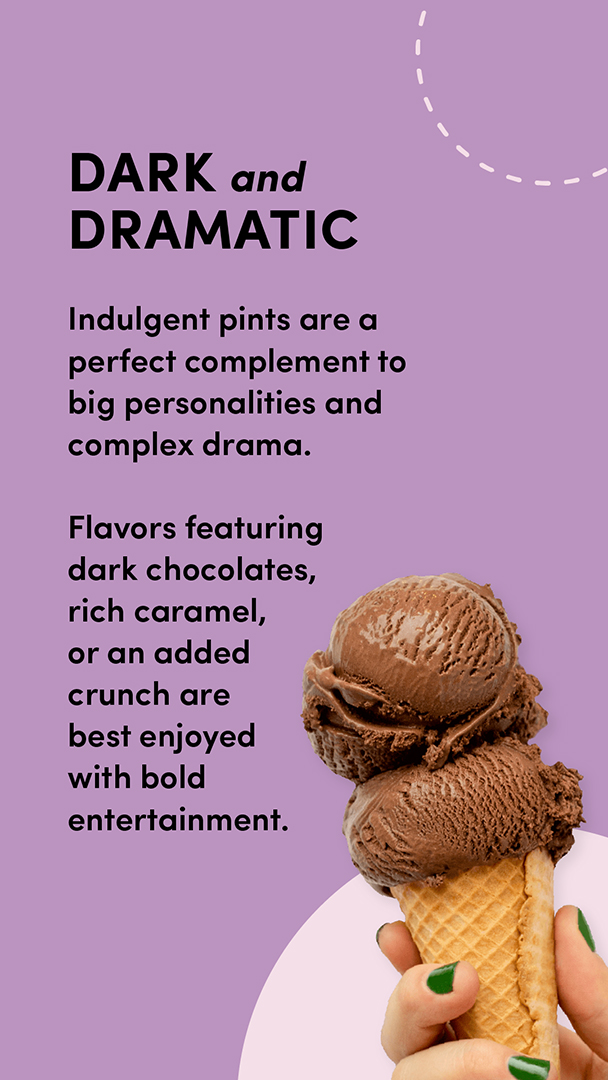 DARK and
DRAMATIC
Indulgent pints are a
perfect complement to
big personalities and
complex drama.
Flavors featuring
dark chocolates,
rich caramel,
or an added
crunch are
best enjoyed
with bold
entertainment.